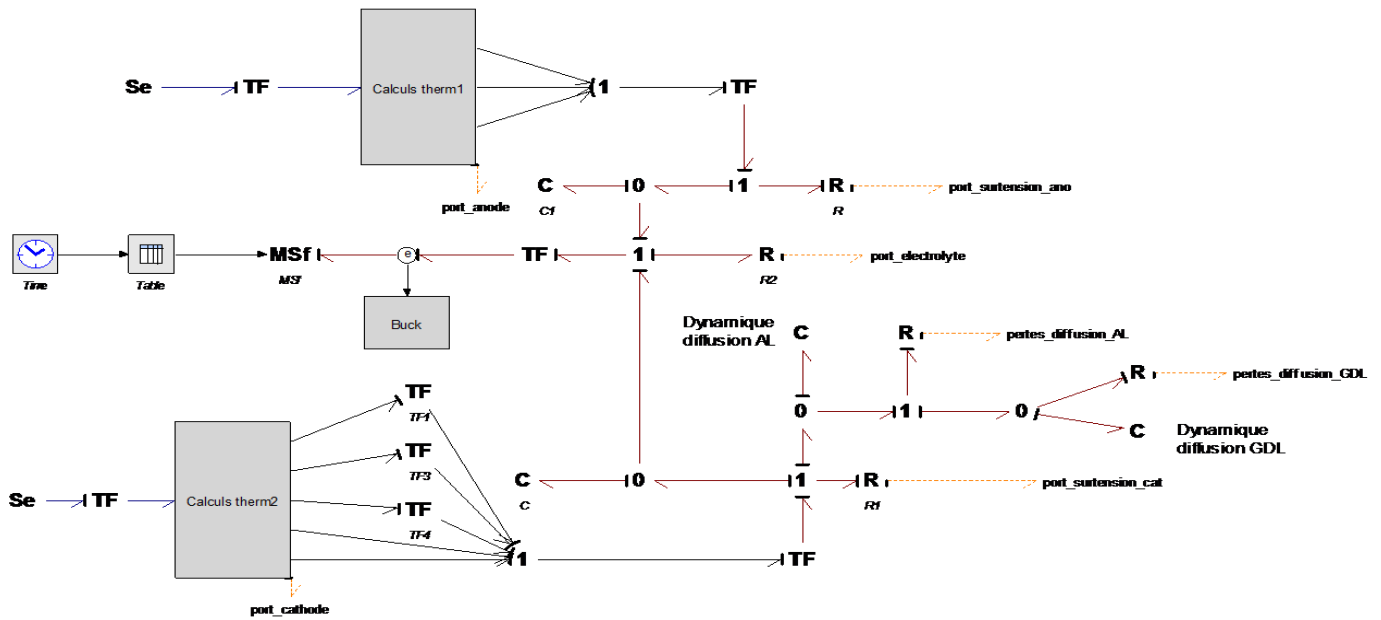 Se
TF
Calculs therm1
1
TF
port_anode
C
0
1
R
port_surtension_ano
C1
R
Time
Table
MSf
MSf
e
TF
1
R
port_electrolyte
R2
Buck
Dynamique
diffusion AL
C
R
pertes_diffusion_AL
R
pertes_diffusion_GDL
0
1
0
C
Dynamique
diffusion GDL
TF
TF1
TF
TF3
TF
TF4
Se
TF
Calculs therm2
C
0
1
R
port_surtension_cat
C
R1
1
TF
port_cathode